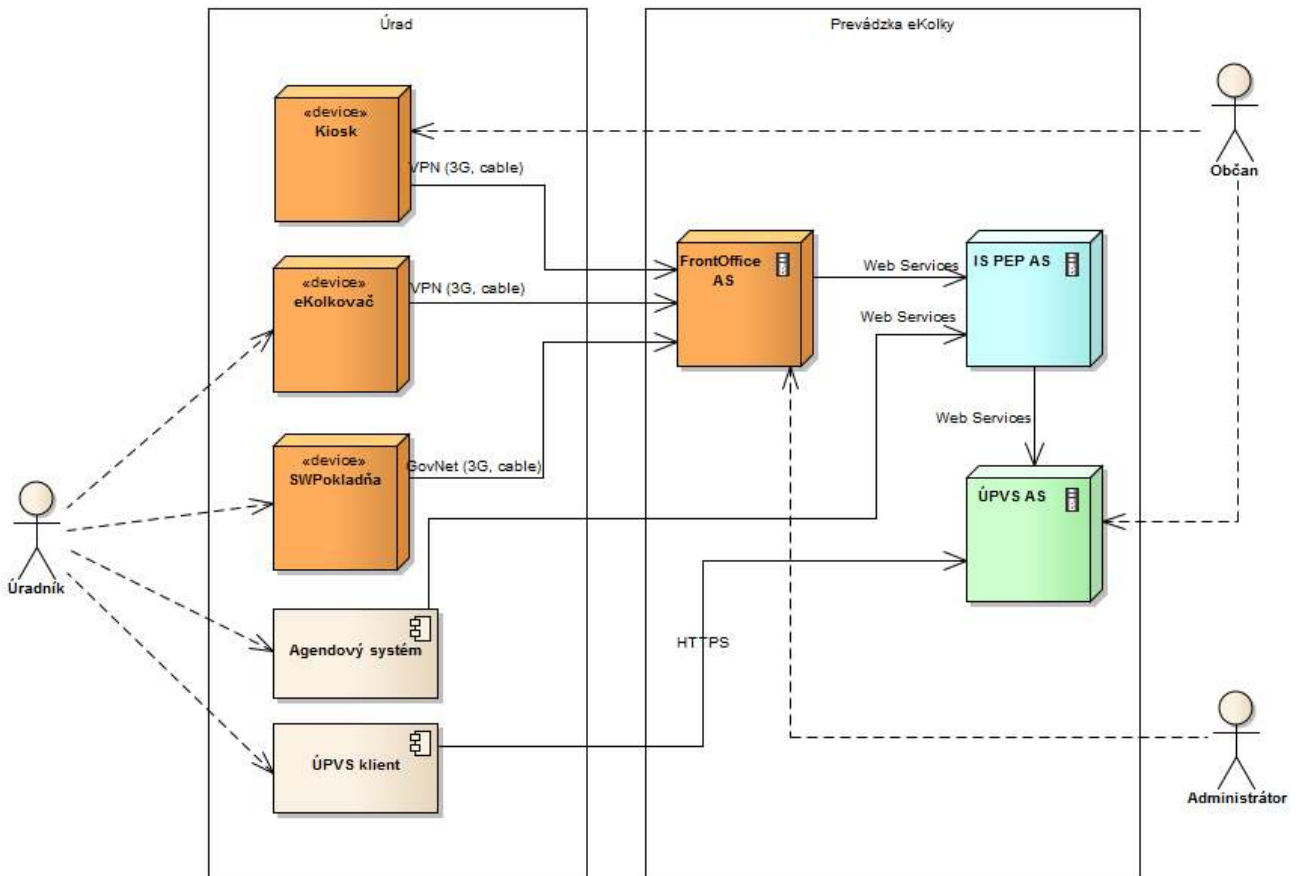 Úrad
Prevádzka eKolky
«device»
Kiosk
VPN (3G, cable)
Občan
«device»
eKolkovač
VPN (3G, cable)
FrontOffice
AS
Web Services
IS PEP AS
Web Services
Web Services
«device»
SWPokladňa
GovNet (3G, cable)
ÚPVS AS
Úradník
Agendový systém
HTTPS
ÚPVS klient
Administrátor